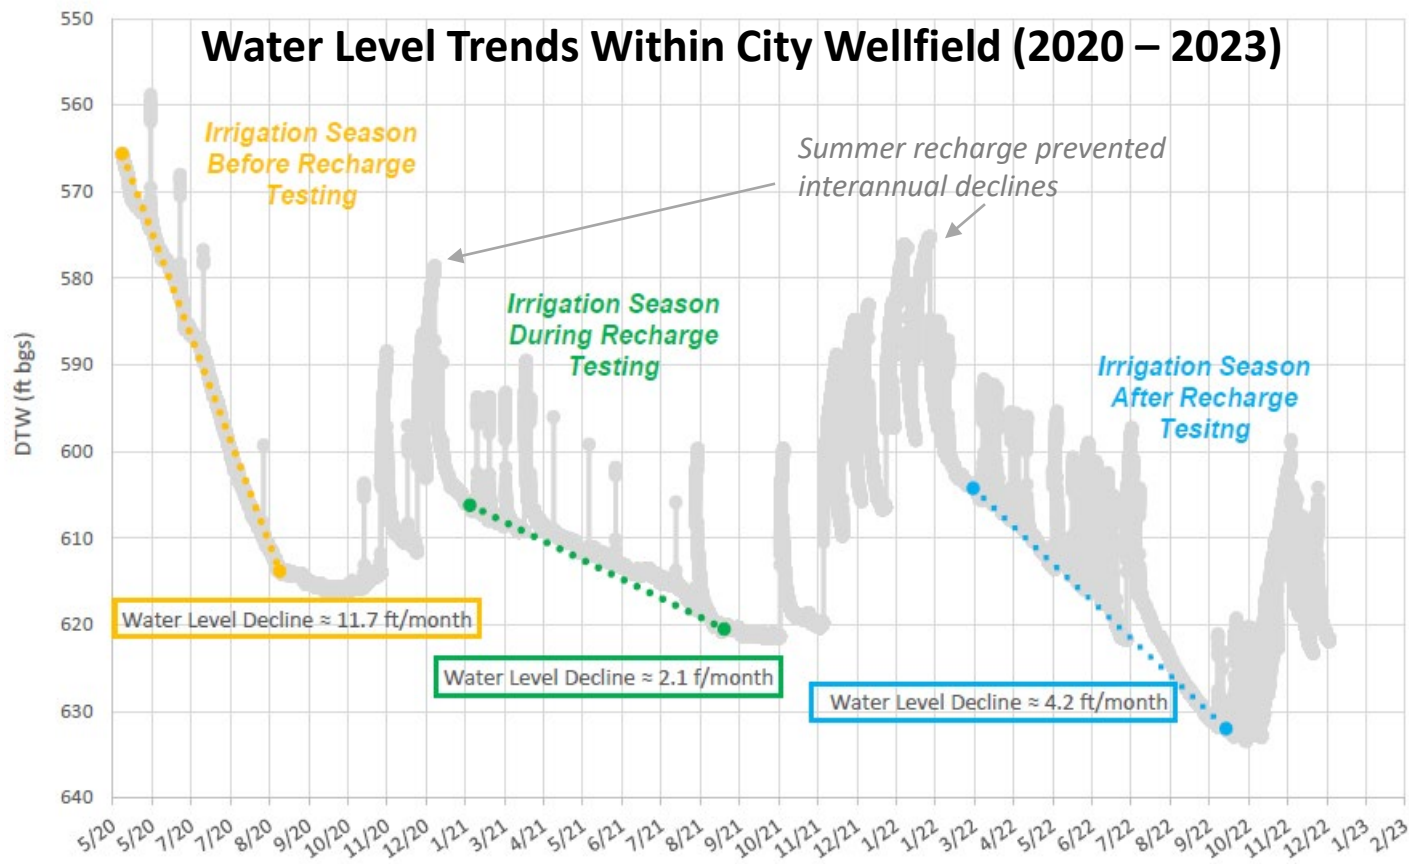 Water Level Trends Within City Wellfield (2020 – 2023)
550
560
570
580
590
600
610
620
630
640
DTW (ft bgs)
Irrigation Season
Before Recharge
Testing
Summer recharge prevented
interannual declines
Irrigation Season
During Recharge
Testing
Irrigation Season
After Recharge
Tesitng
Water Level Decline ≈ 11.7 ft/month
Water Level Decline ≈ 2.1 f/month
Water Level Decline ≈ 4.2 ft/month
5/20
5/20
7/20
7/20
8/20
9/20
10/20
11/20
12/20
1/21
3/21
3/21
5/21
5/21
7/21
8/21
9/21
10/21
11/21
12/21
1/22
1/22
3/22
4/22
5/22
5/22
7/22
8/22
9/22
10/22
11/22
12/22
1/23
2/23